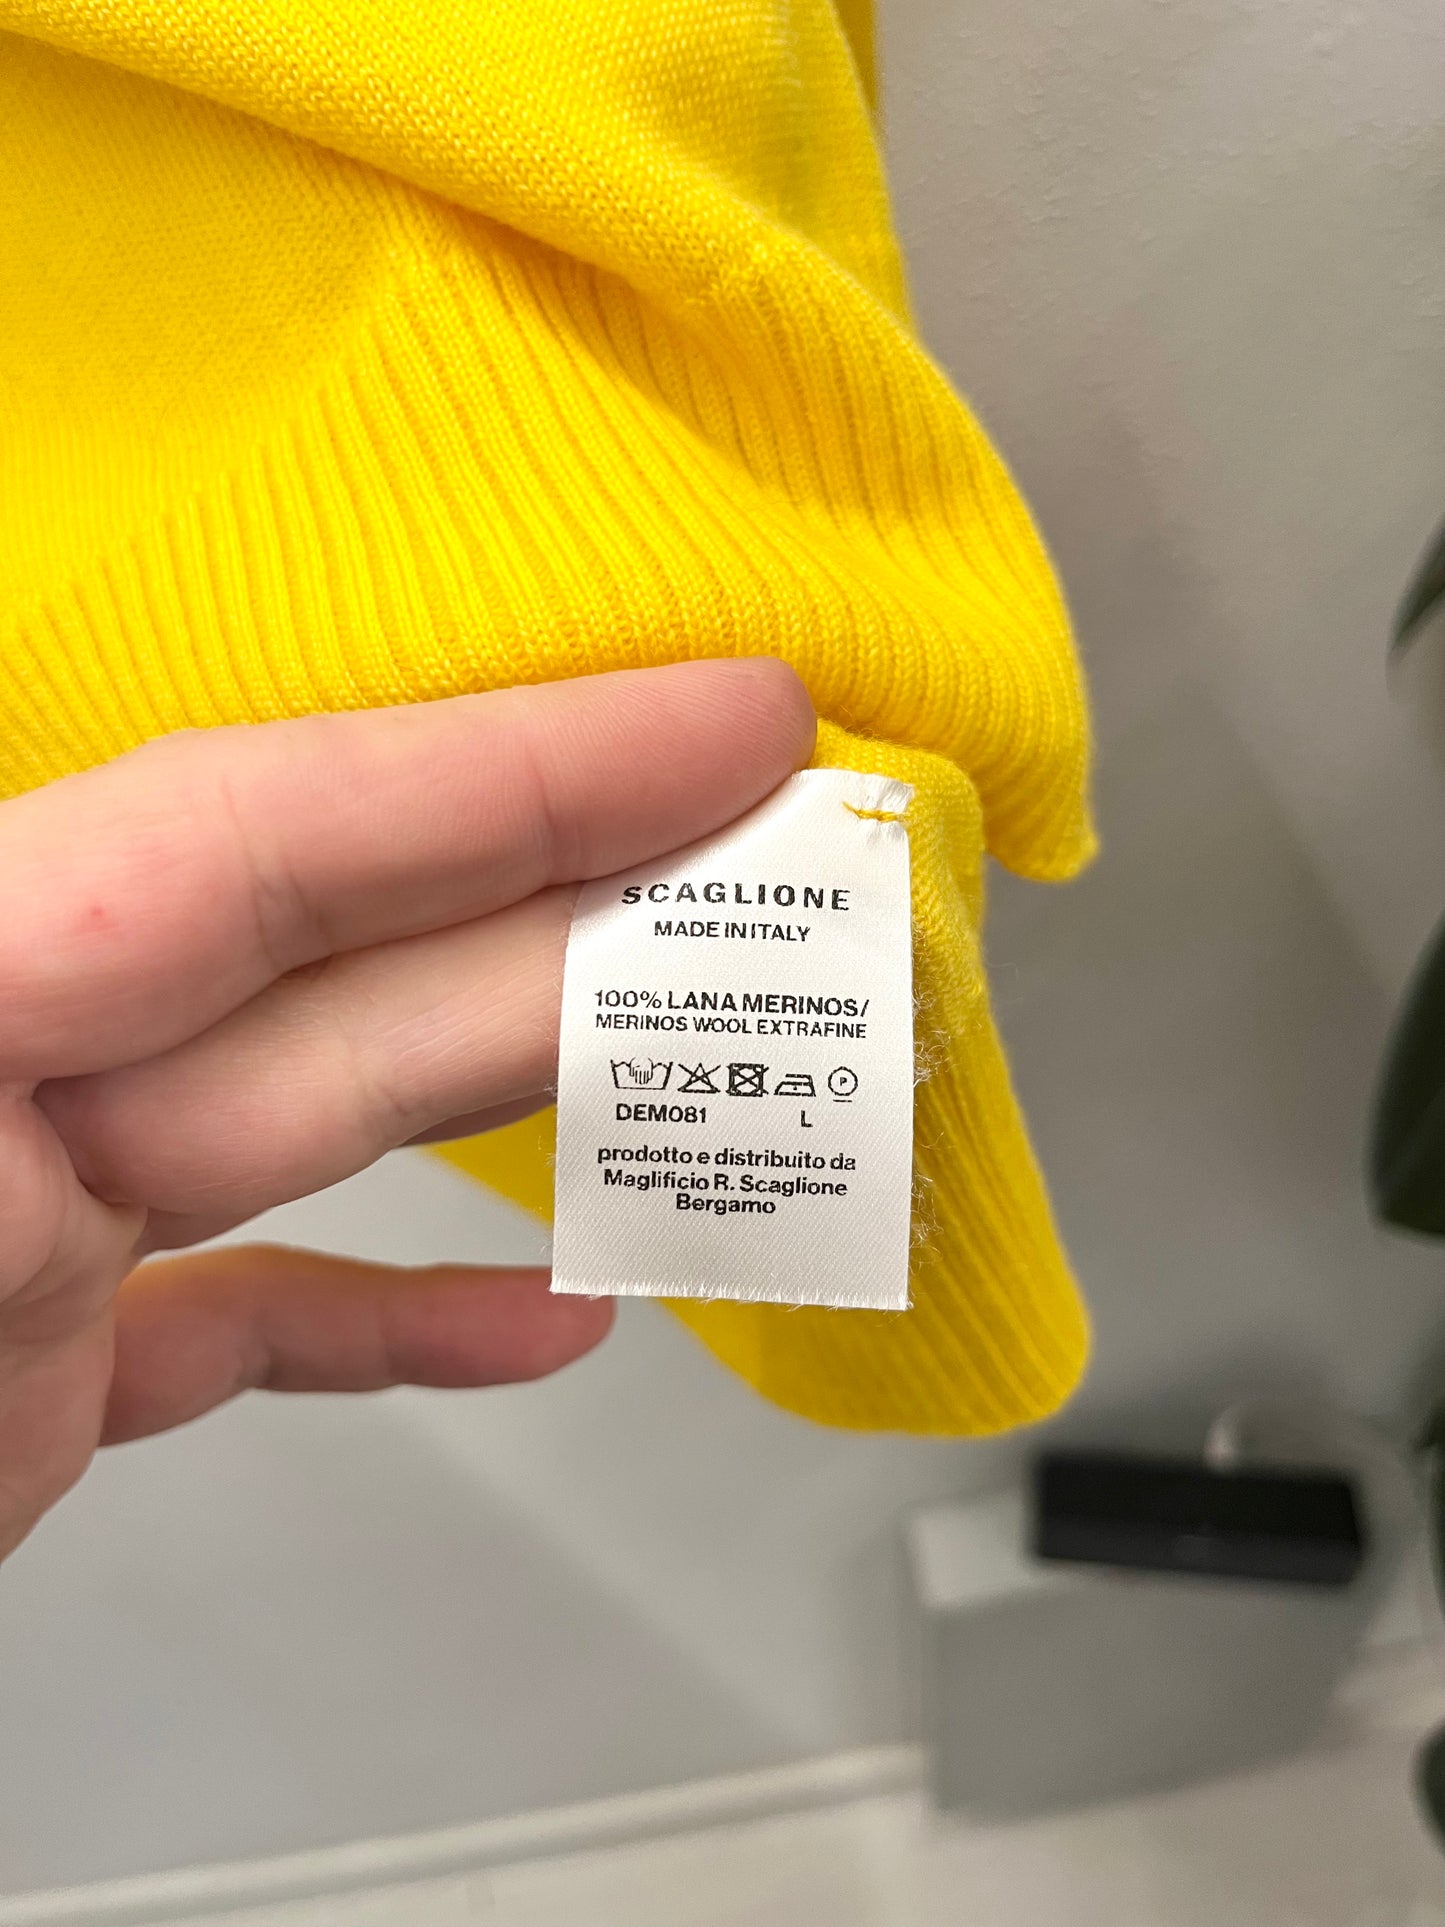 SCAGLIONE
MADE IN ITALY
100% LANA MERINOS/
MERINOS WOOL EXTRAFINE
P
DEM081 L
prodotto e distribuito da
Maglificio R. Scaglione
Bergamo